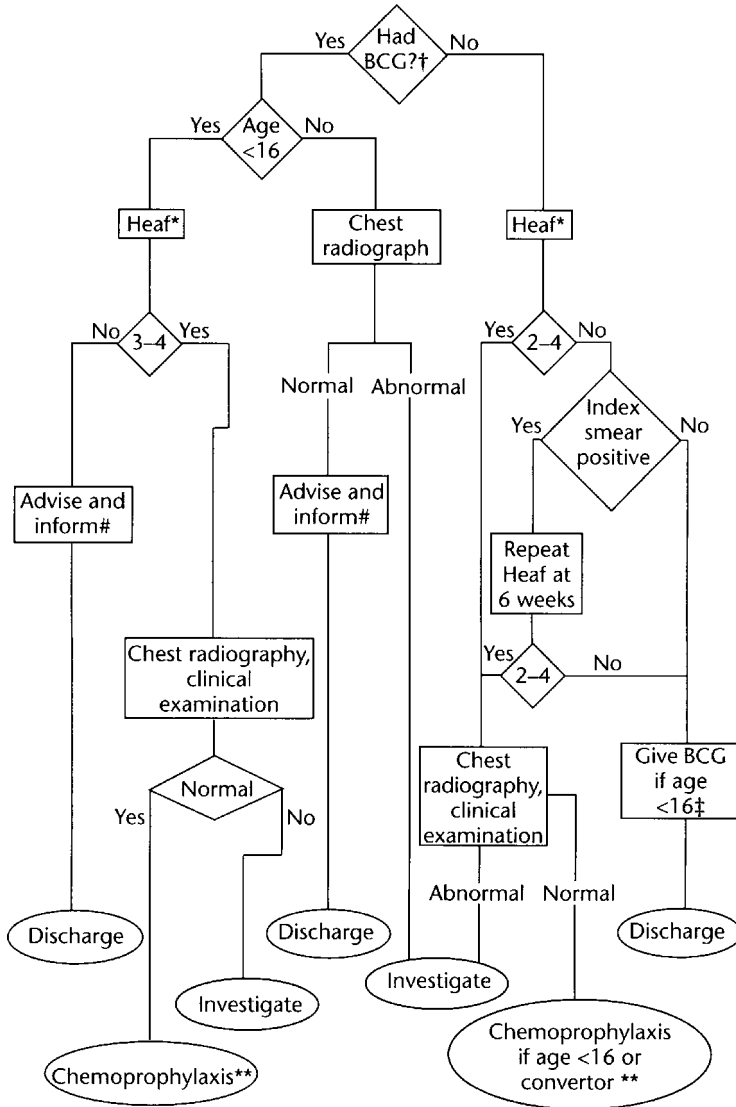 Had
BCG?†
Yes
No
Age
<16
Yes
No
Heaf*
Chest
radiograph
Heaf*
No
3–4
Yes
Yes
2–4
No
Normal
Abnormal
Index
smear
positive
Yes
No
Advise and
inform#
Advise and
inform#
Repeat
Heaf at
6 weeks
Chest radiography,
clinical
examination
Yes
2–4
No
Normal
Yes
No
Chest
radiography,
clinical
examination
Give BCG
if age
<16‡
Abnormal
Normal
Discharge
Discharge
Discharge
Investigate
Investigate
Chemoprophylaxis**
Chemoprophylaxis
if age <16 or
convertor **